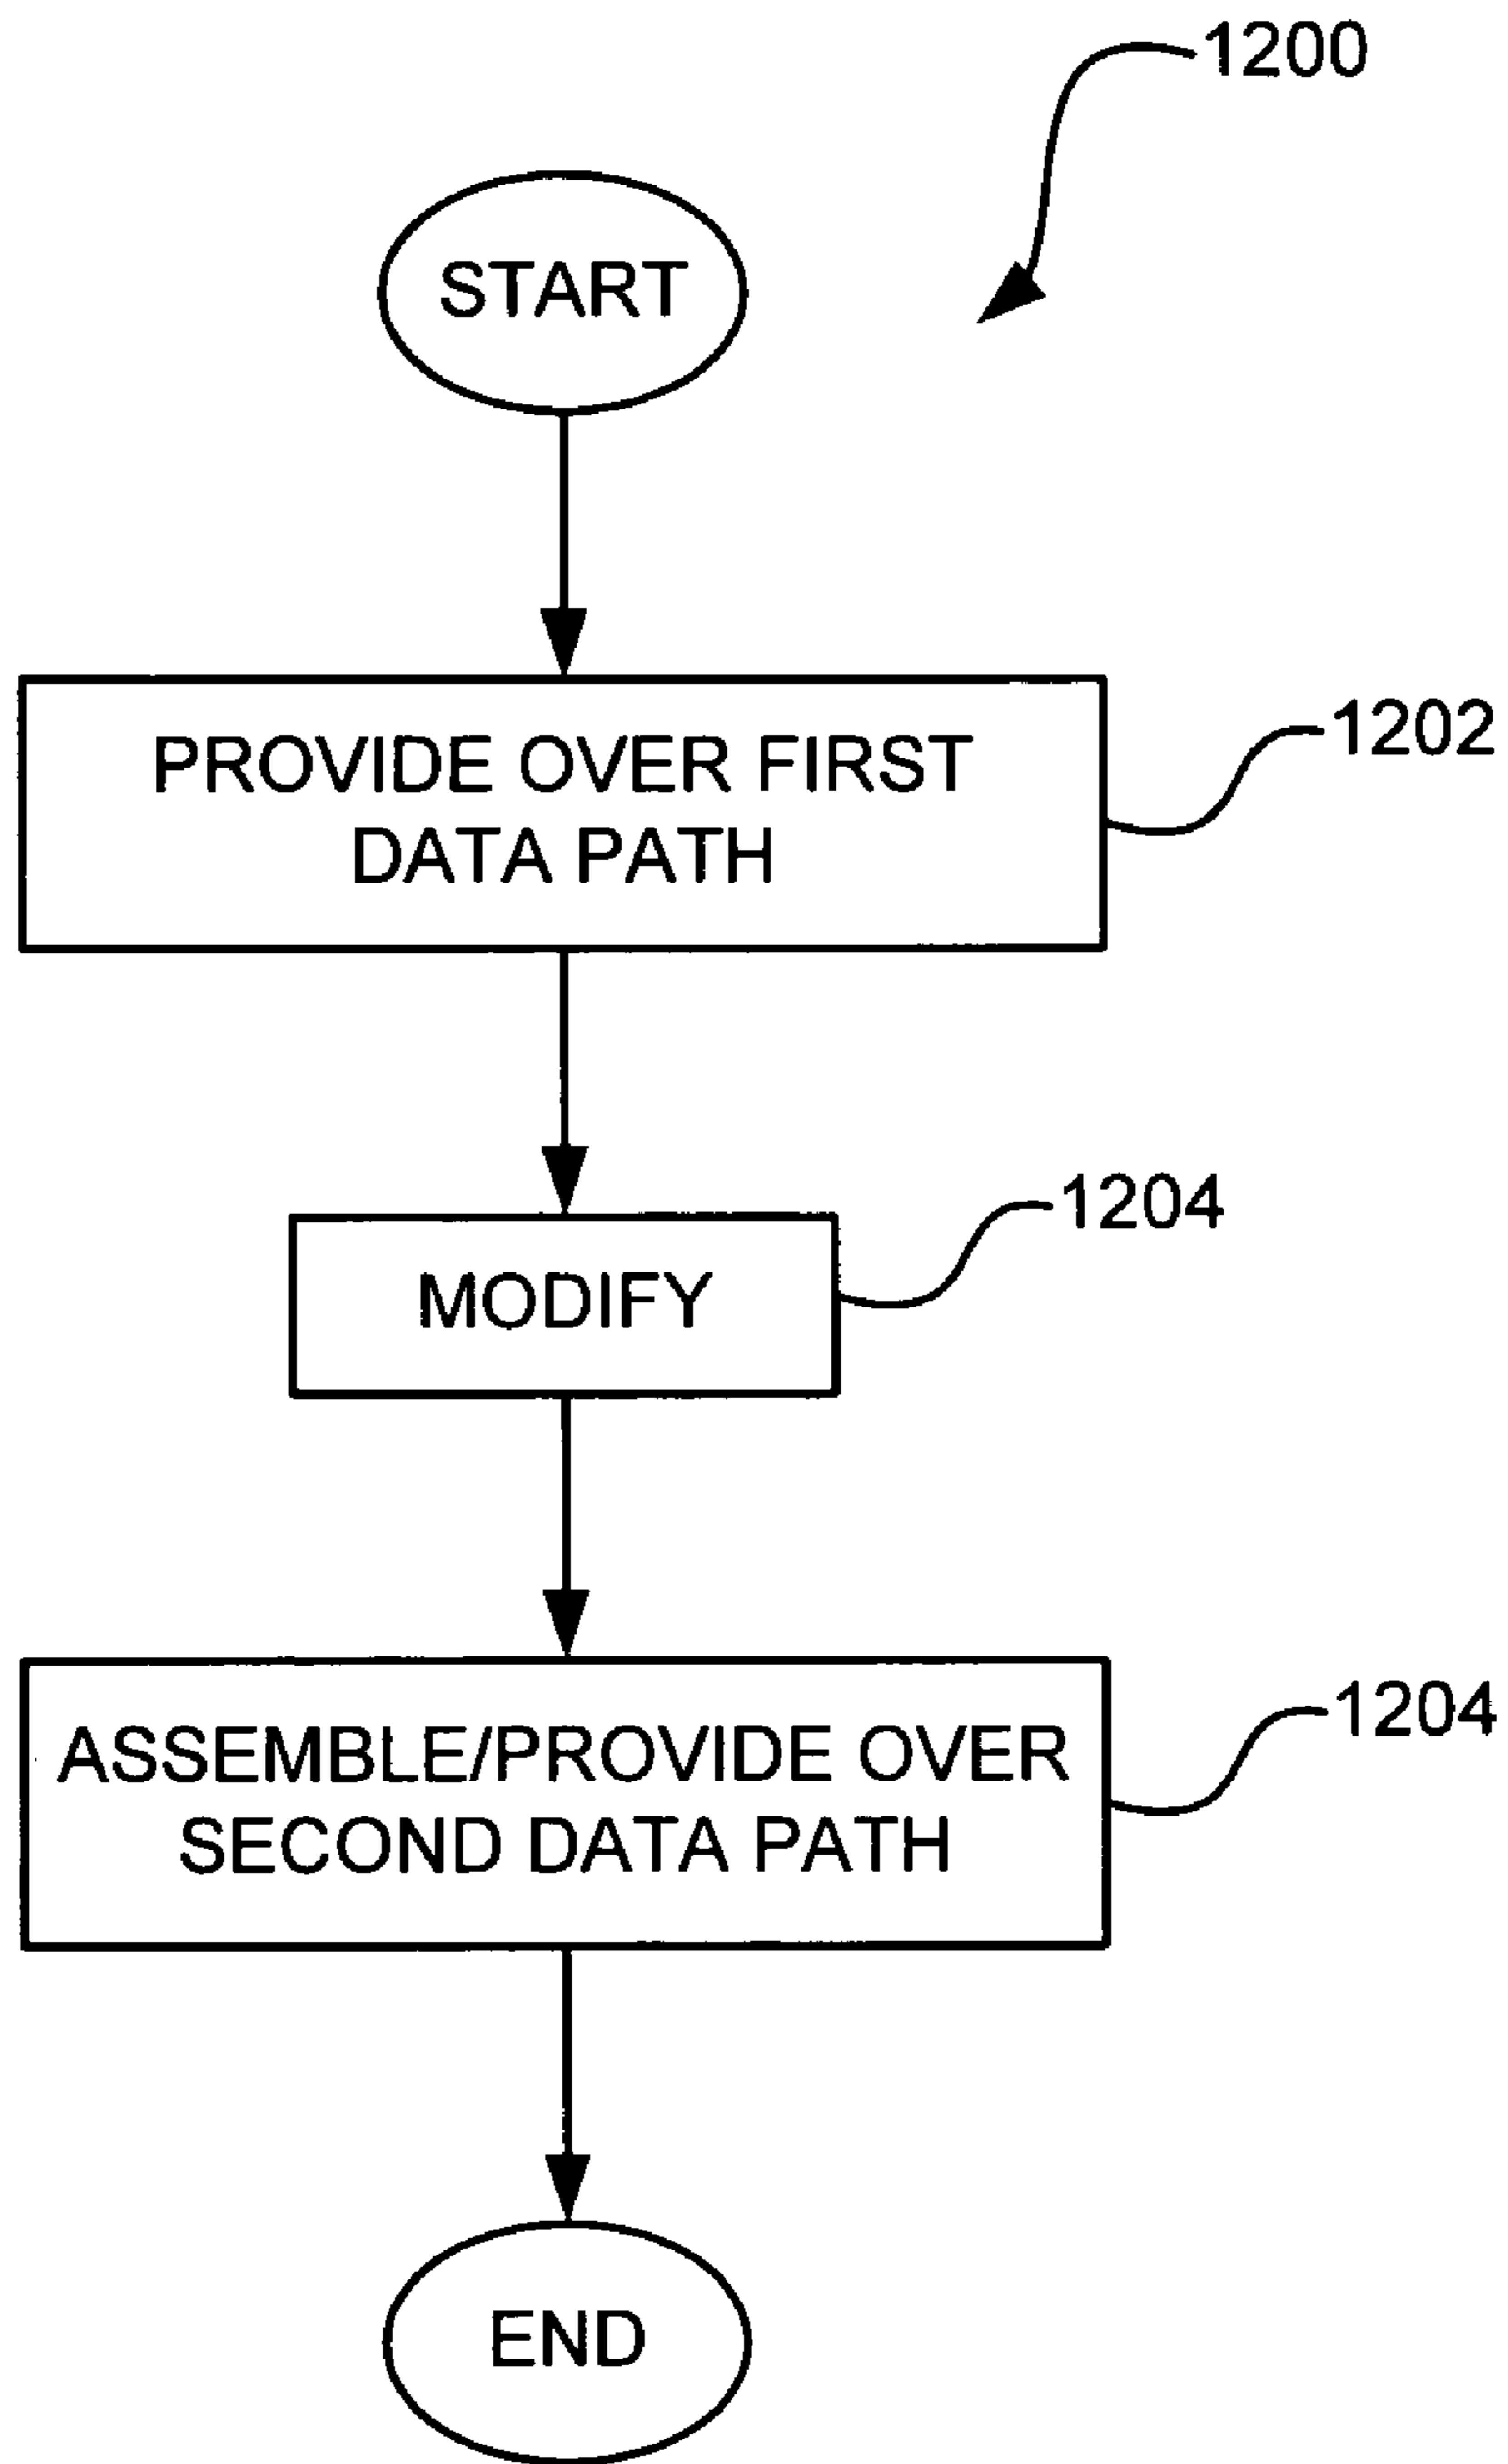 1200
START
PROVIDE OVER FIRST
DATA PATH
1202
MODIFY
1204
ASSEMBLE/PROVIDE OVER
SECOND DATA PATH
1204
END